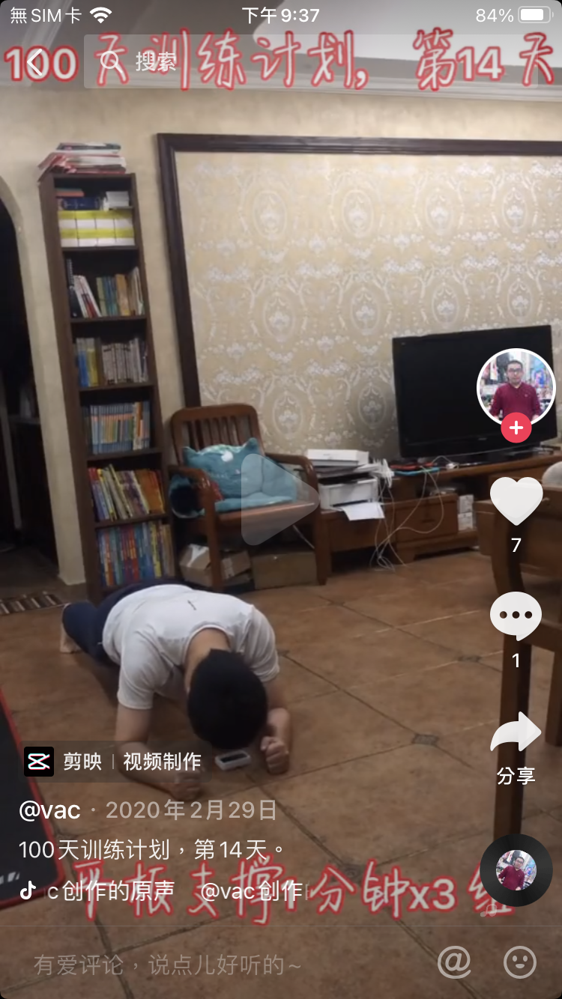 無SIM卡 下午9:37 84%
100天训练计划，第14天
搜索
7
1
分享
剪映 | 视频制作
@vac · 2020年2月29日
100天训练计划，第14天。
c创作的原声 @vac创作
平板支撑1分钟x3组
有爱评论，说点儿好听的~